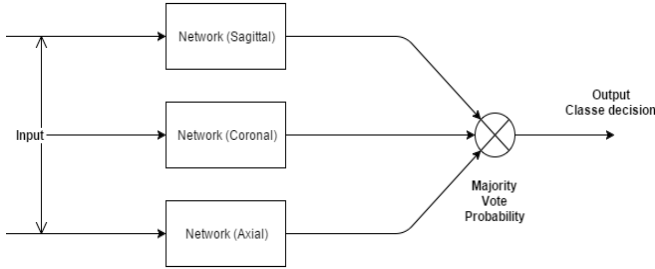 Network (Sagittal)
Input
Network (Coronal)
Network (Axial)
Majority
Vote
Probability
Output
Classe decision